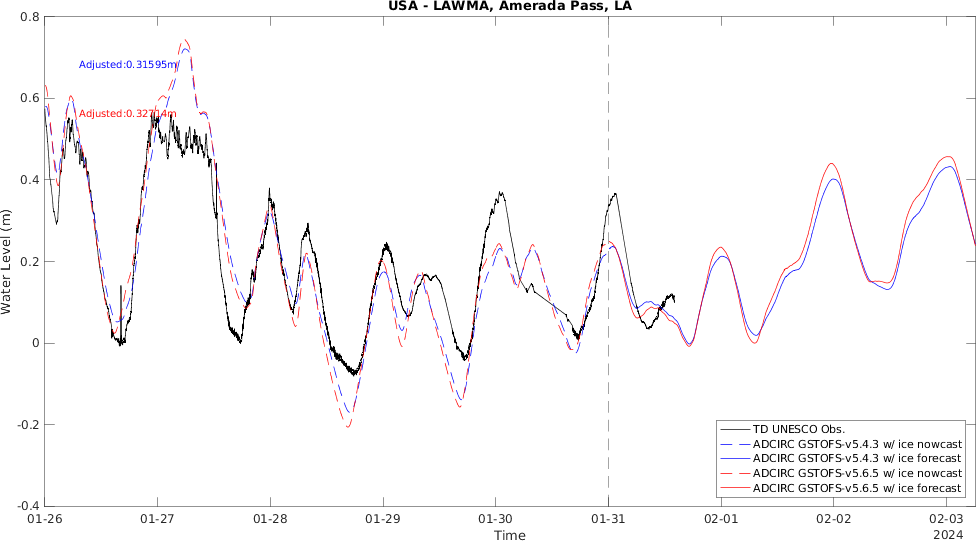 USA - LAWMA, Amerada Pass, LA
0.8
0.6
0.4
0.2
0
-0.2
-0.4
Water Level (m)
Adjusted:0.31595m
Adjusted:0.32714m
TD UNESCO Obs.
ADCIRC GSTOFS-v5.4.3 w/ ice nowcast
ADCIRC GSTOFS-v5.4.3 w/ ice forecast
ADCIRC GSTOFS-v5.6.5 w/ ice nowcast
ADCIRC GSTOFS-v5.6.5 w/ ice forecast
01-26 01-27 01-28 01-29 01-30 01-31 02-01 02-02 02-03
Time 2024